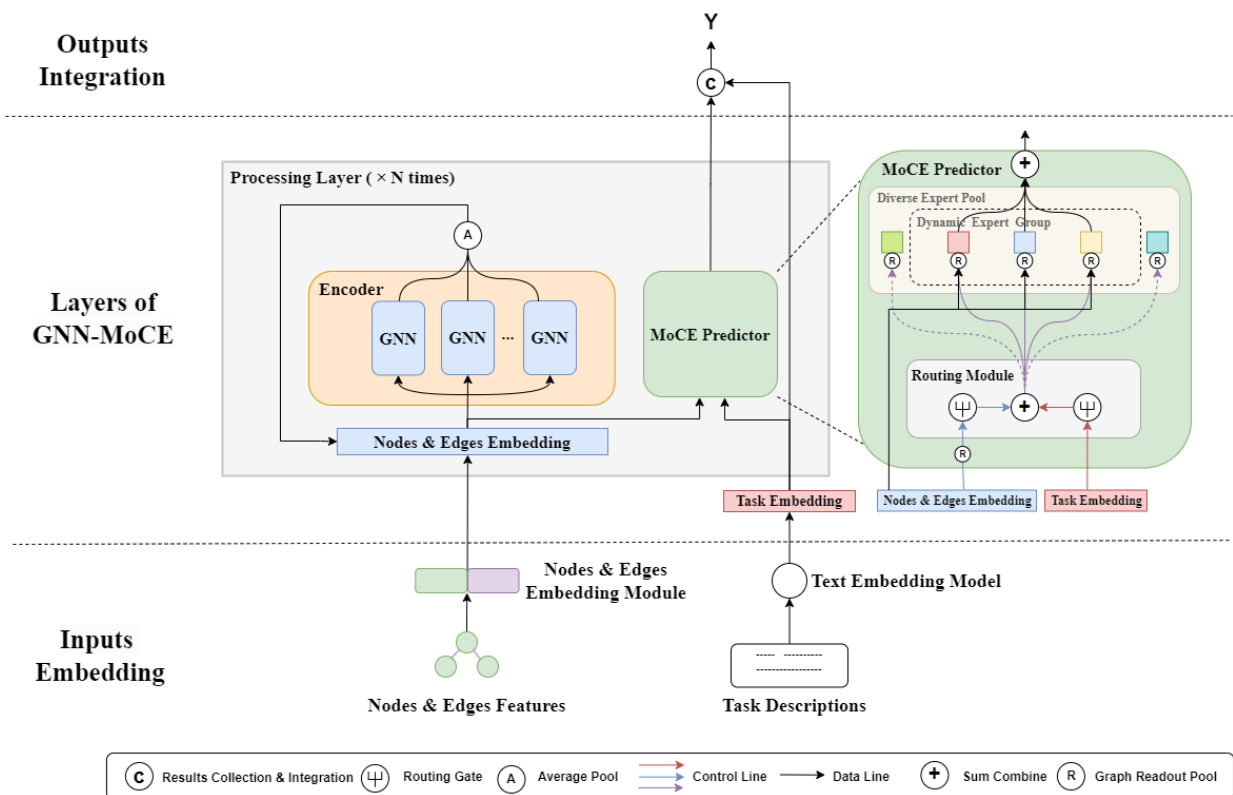 Y
Outputs
Integration
C
Processing Layer ( × N times)
MoCE Predictor
+
Diverse Expert Pool
Dynamic Expert Group
A
R
R
R
R
R
Encoder
Layers of
GNN-MoCE
GNN
GNN
...
GNN
MoCE Predictor
Routing Module
+
Nodes & Edges Embedding
R
Task Embedding
Nodes & Edges Embedding
Task Embedding
Nodes & Edges
Embedding Module
Text Embedding Model
Inputs
Embedding
Nodes & Edges Features
Task Descriptions
C Results Collection & Integration
Routing Gate
A Average Pool
Control Line
Data Line
+ Sum Combine
R Graph Readout Pool